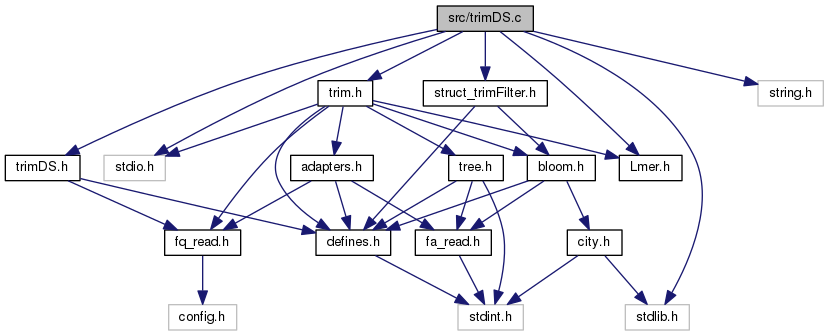 src/trimDS.c
trim.h
struct_trimFilter.h
string.h
trimDS.h
stdio.h
adapters.h
tree.h
bloom.h
Lmer.h
fq_read.h
defines.h
fa_read.h
city.h
config.h
stdint.h
stdlib.h